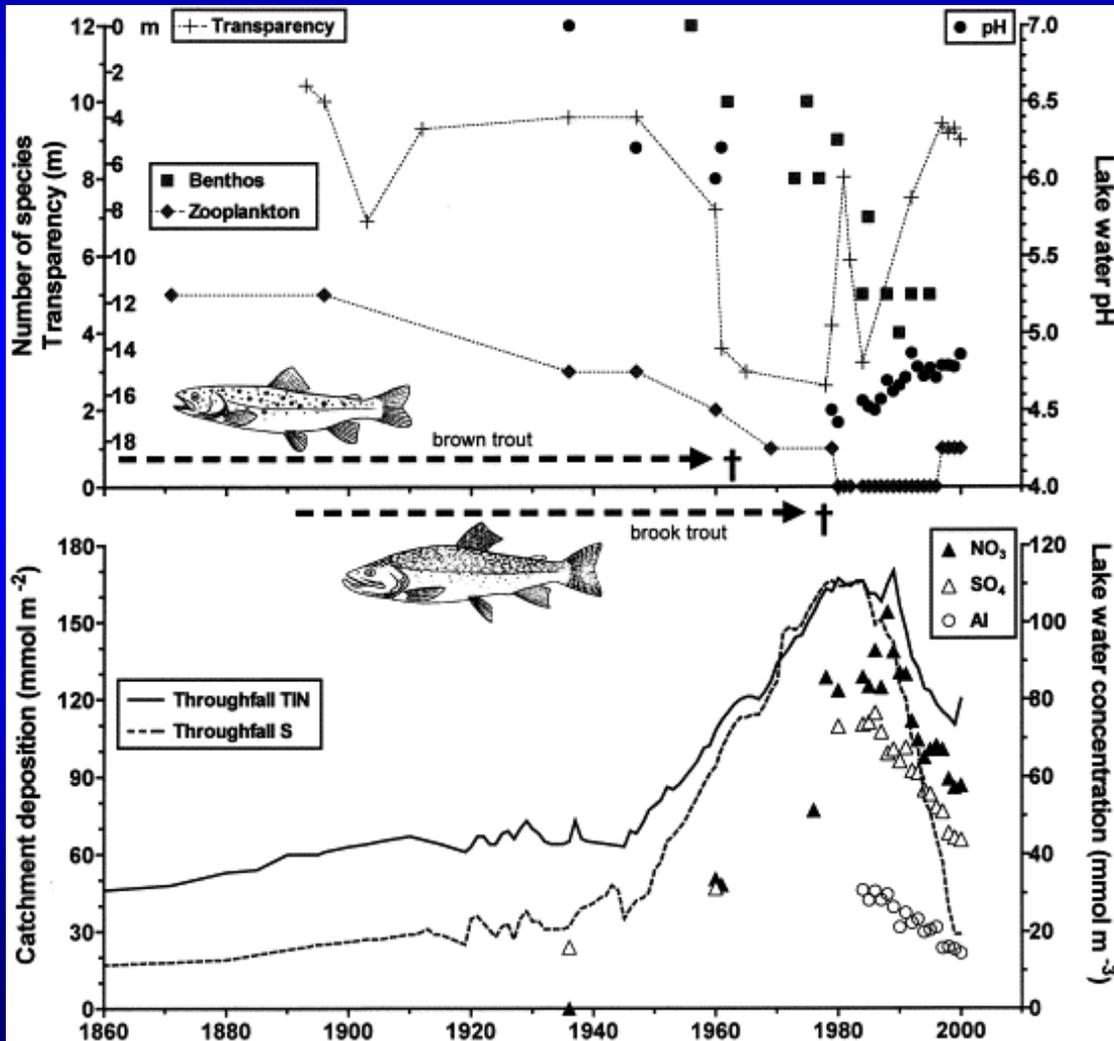 Transparency
pH
Benthos
Zooplankton
Number of species
Transparency (m)
12
10
8
6
4
2
0
0 m
2
4
6
8
10
12
14
16
18
Lake water pH
7.0
6.5
6.0
5.5
5.0
4.5
4.0
brown trout
brook trout
NO₃
SO₄
Al
Throughfall TIN
Throughfall S
Catchment deposition (mmol m⁻²)
180
150
120
90
60
30
0
Lake water concentration (mmol m⁻³)
120
100
80
60
40
20
0
1860 1880 1900 1920 1940 1960 1980 2000